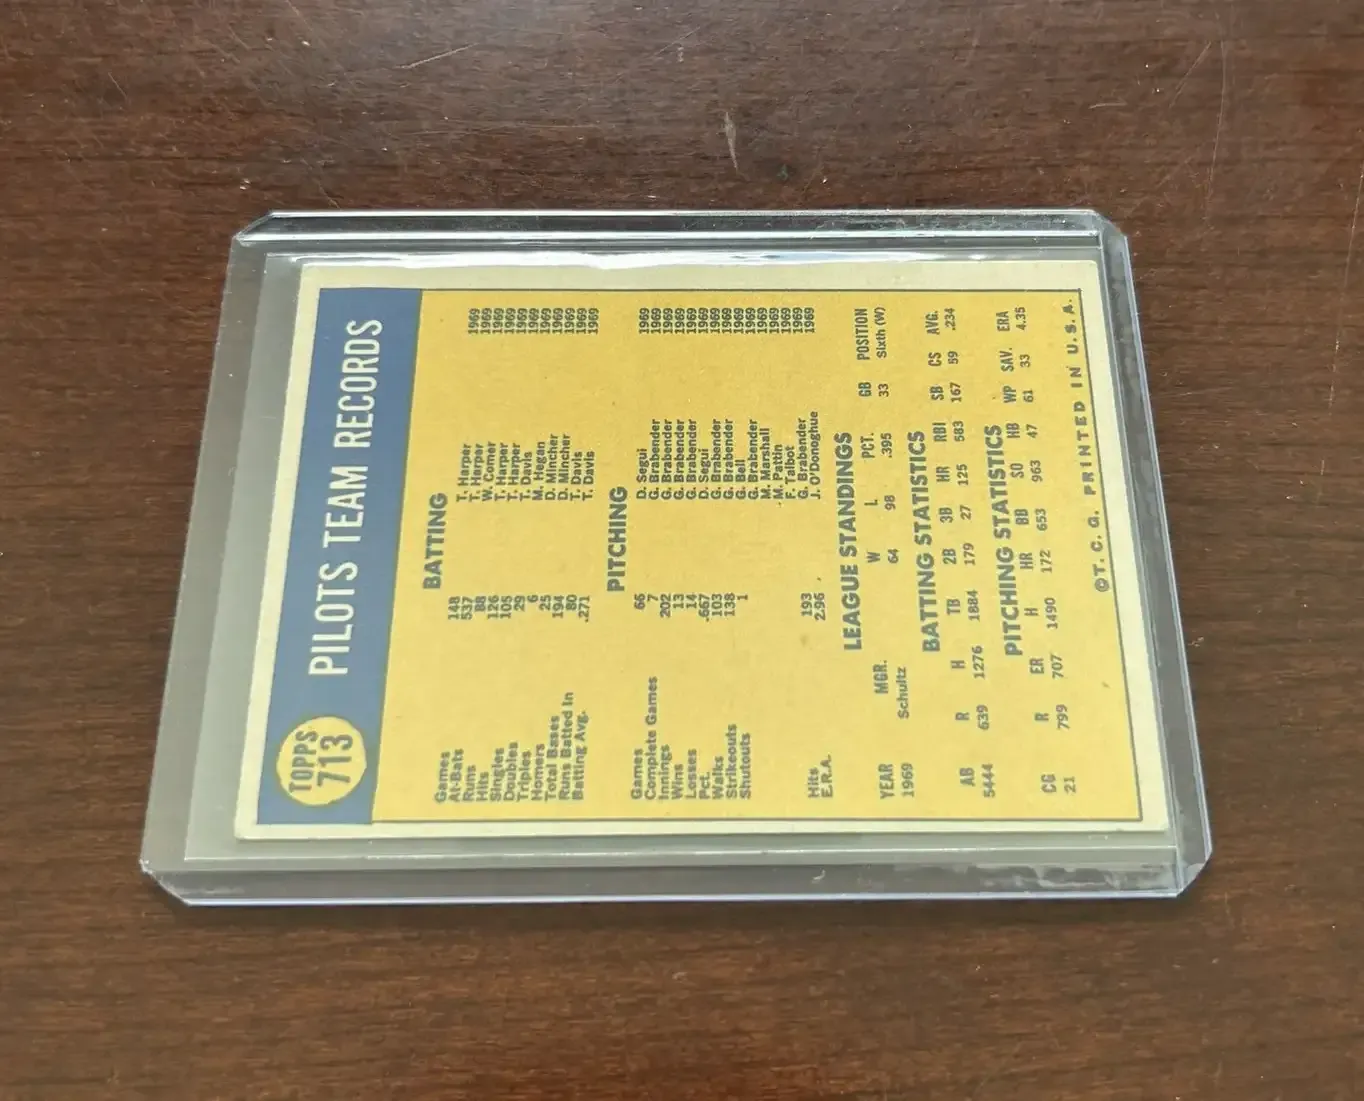 TOPPS 713 PILOTS TEAM RECORDS
BATTING
Games 148 T. Harper 1969
At-Bats 537 T. Harper 1969
Runs 88 W. Comer 1969
Hits 126 T. Harper 1969
Singles 105 T. Harper 1969
Doubles 29 T. Davis 1969
Triples 6 M. Hegan 1969
Homers 25 D. Mincher 1969
Total Bases 194 D. Mincher 1969
Runs Batted In 80 T. Davis 1969
Batting Avg. .271 T. Davis 1969
PITCHING
Games 66 D. Segui 1969
Complete Games 7 G. Brabender 1969
Innings 202 G. Brabender 1969
Wins 13 G. Brabender 1969
Losses 14 G. Brabender 1969
Pct. .667 D. Segui 1969
Walks 103 G. Brabender 1969
Strikeouts 138 G. Brabender 1969
Shutouts 1 G. Bell 1969
G. Brabender 1969
M. Marshall 1969
M. Pattin 1969
F. Talbot 1969
Hits 193 G. Brabender 1969
E.R.A. 2.96 J. O'Donoghue 1969
LEAGUE STANDINGS
YEAR MGR. W L PCT. GB POSITION
1969 Schultz 64 98 .395 33 Sixth (W)
BATTING STATISTICS
AB R H TB 2B 3B HR RBI SB CS AVG.
5444 639 1276 1884 179 27 125 583 167 59 .234
PITCHING STATISTICS
CG R ER H HR BB SO HB WP SAV. ERA
21 799 707 1490 172 653 963 47 61 33 4.35
©T. C. G. PRINTED IN U.S.A.